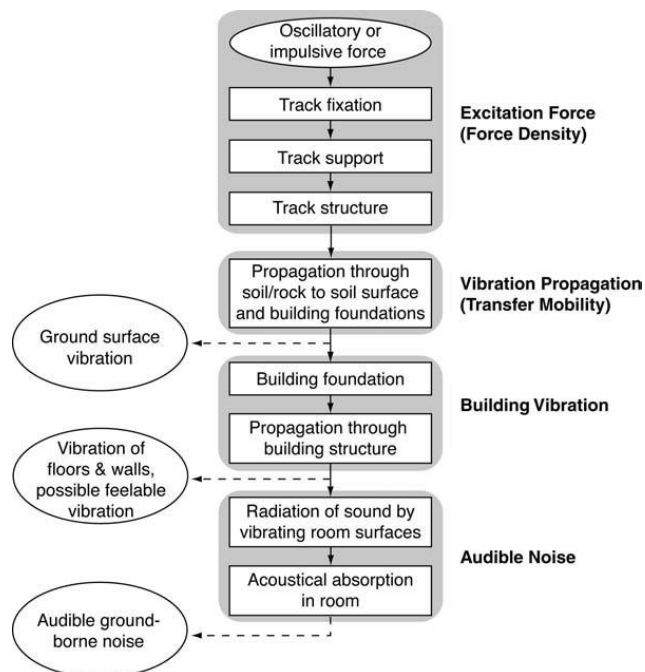 Oscillatory or
impulsive force
Track fixation
Excitation Force
(Force Density)
Track support
Track structure
Propagation through
soil/rock to soil surface
and building foundations
Vibration Propagation
(Transfer Mobility)
Ground surface
vibration
Building foundation
Building Vibration
Propagation through
building structure
Vibration of
floors & walls,
possible feelable
vibration
Radiation of sound by
vibrating room surfaces
Audible Noise
Acoustical absorption
in room
Audible ground-
borne noise